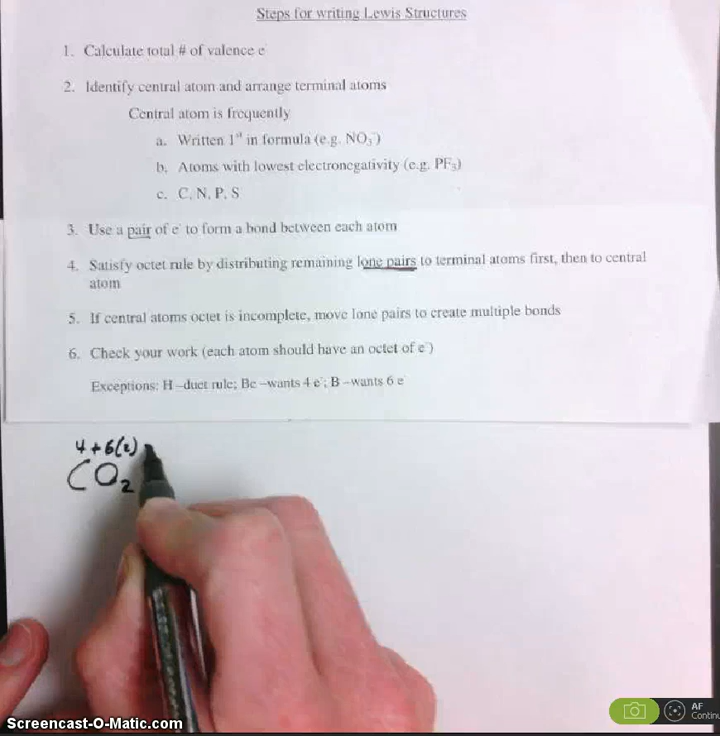 Steps for writing Lewis Structures
1. Calculate total # of valence e⁻
2. Identify central atom and arrange terminal atoms
Central atom is frequently
a. Written 1st in formula (e.g. NO₃⁻)
b. Atoms with lowest electronegativity (e.g. PF₃)
c. C, N, P, S
3. Use a pair of e⁻ to form a bond between each atom
4. Satisfy octet rule by distributing remaining lone pairs to terminal atoms first, then to central
atom
5. If central atoms octet is incomplete, move lone pairs to create multiple bonds
6. Check your work (each atom should have an octet of e⁻)
Exceptions: H –duet rule; Be –wants 4 e⁻; B –wants 6 e⁻
4+6(2)
CO₂
Screencast-O-Matic.com
AF
Continu